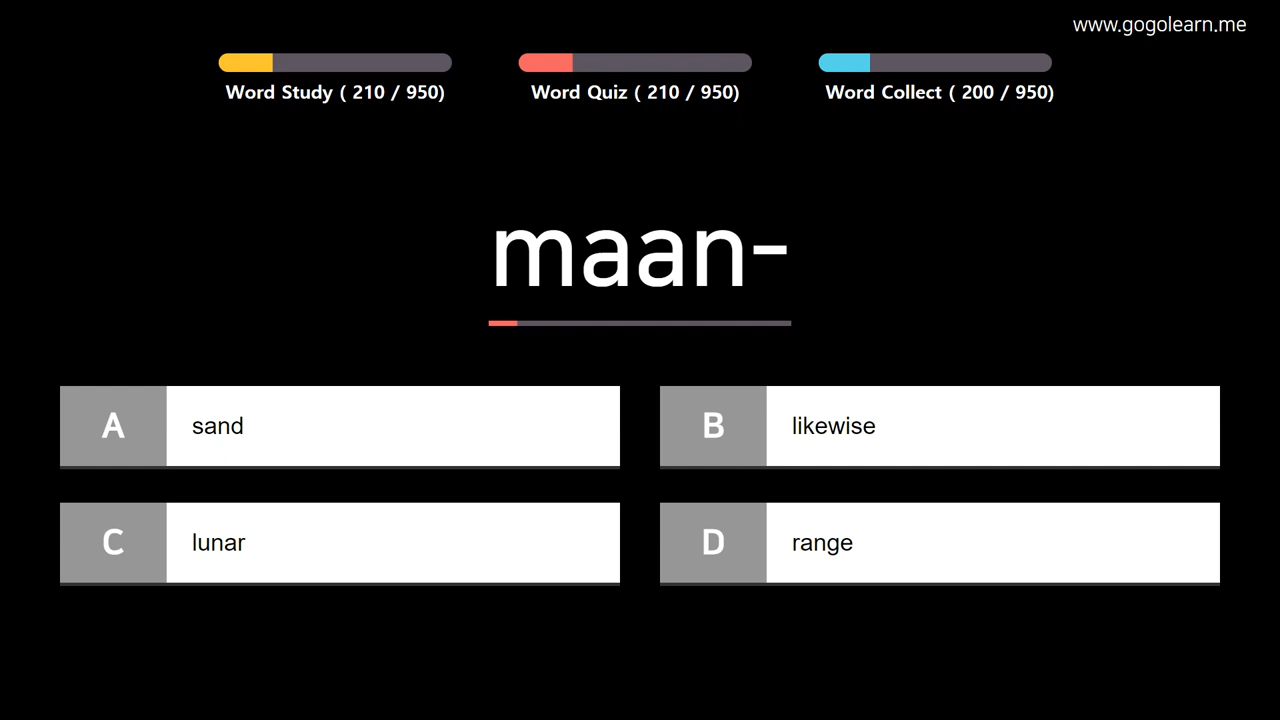 www.gogolearn.me
Word Study ( 210 / 950)
Word Quiz ( 210 / 950)
Word Collect ( 200 / 950)
maan-
A sand
B likewise
C lunar
D range